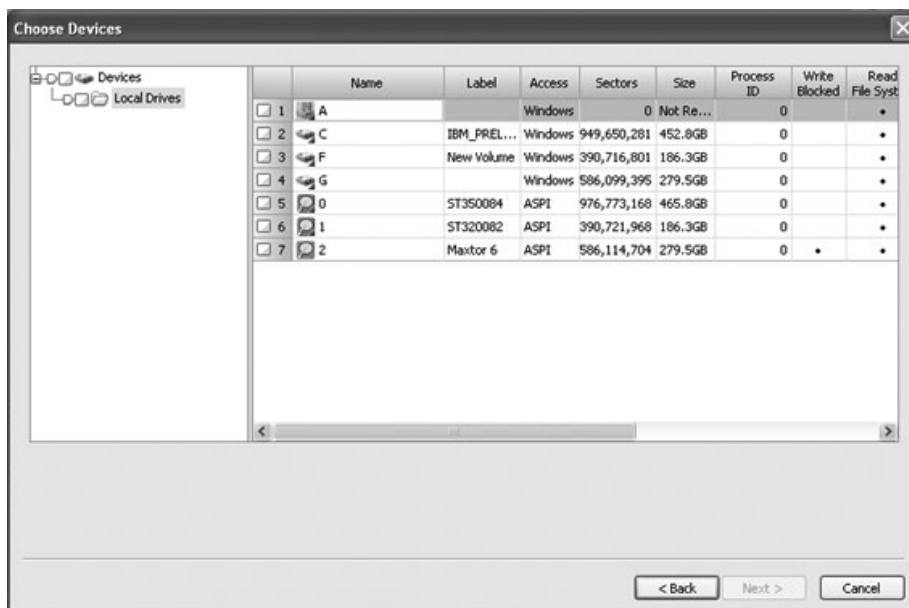 Choose Devices
Devices
Local Drives
Name Label Access Sectors Size Process ID Write Blocked Read File Syst
1 A Windows 0 Not Re... 0 •
2 C IBM_PREL... Windows 949,650,281 452.8GB 0 •
3 F New Volume Windows 390,716,801 186.3GB 0 •
4 G Windows 586,099,395 279.5GB 0 •
5 0 ST350084 ASPI 976,773,168 465.8GB 0 •
6 1 ST320082 ASPI 390,721,968 186.3GB 0 •
7 2 Maxtor 6 ASPI 586,114,704 279.5GB 0 • •
< Back Next > Cancel